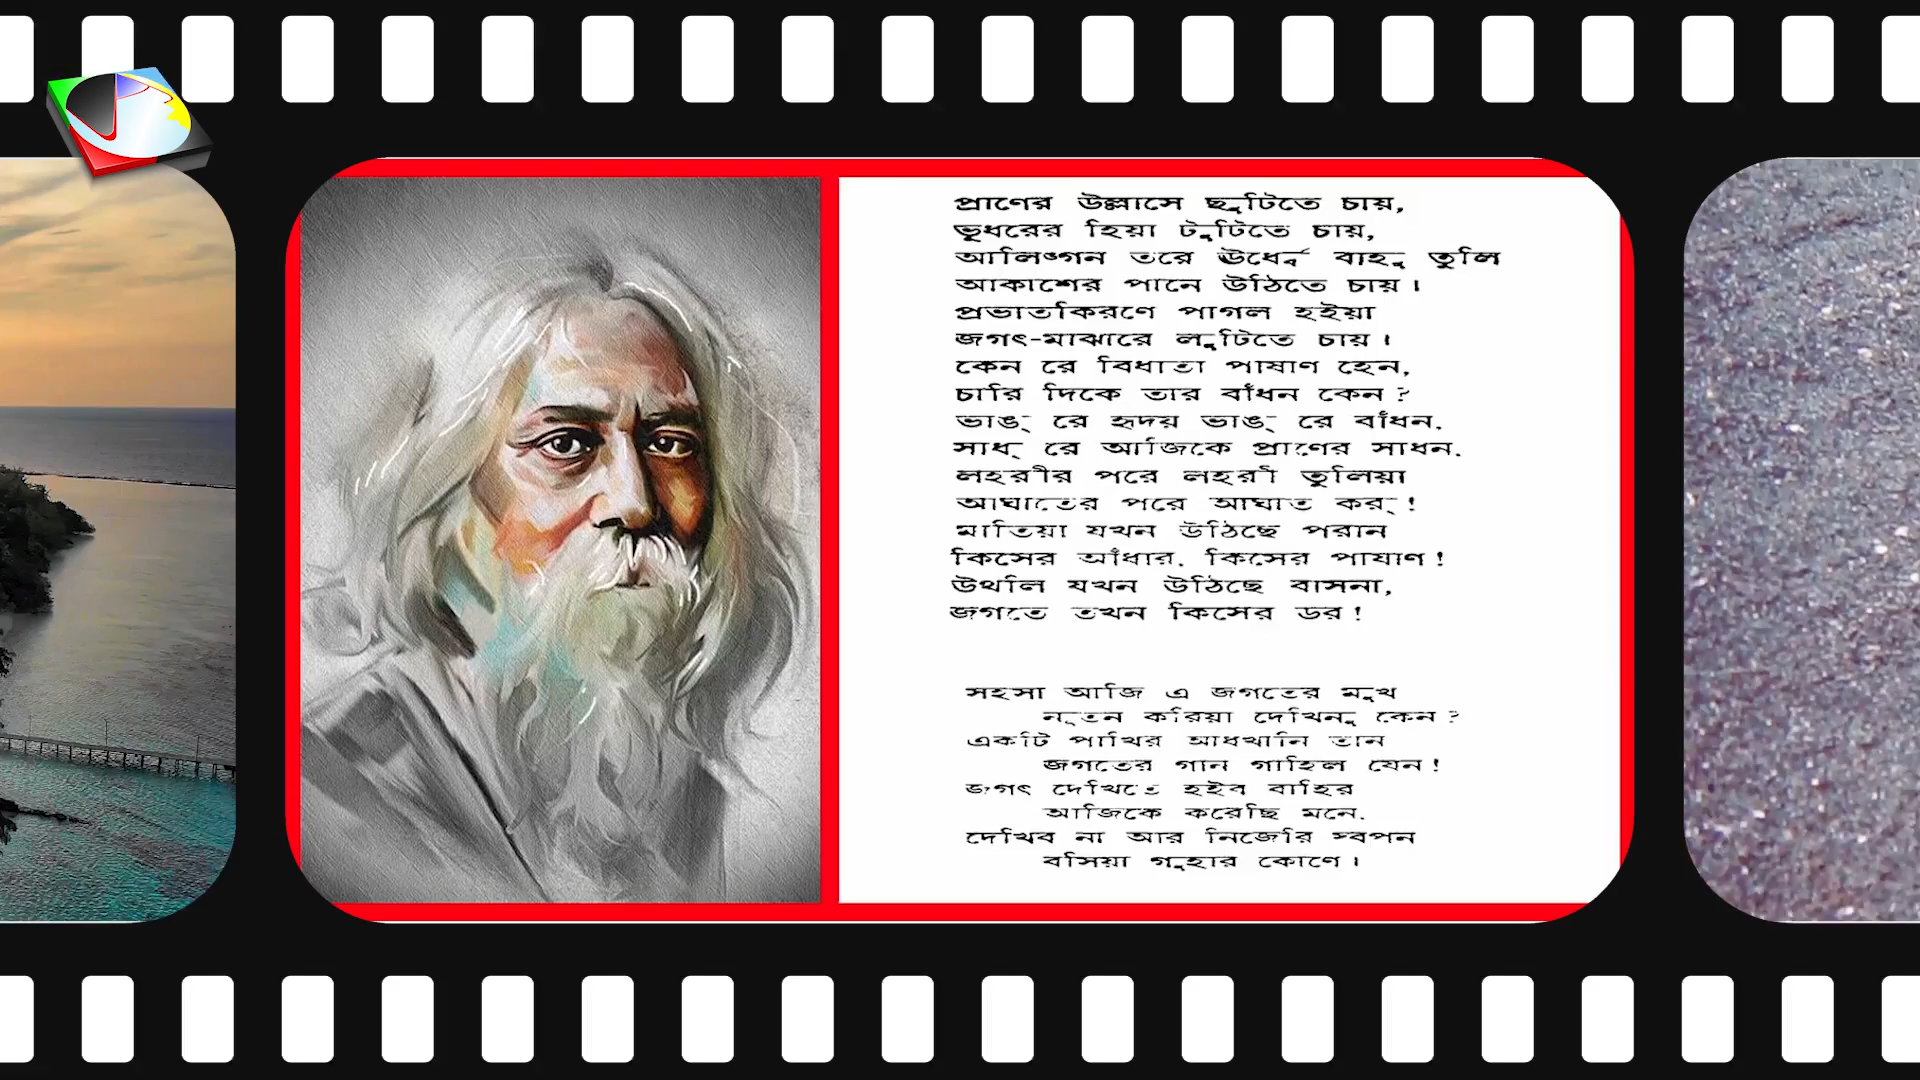 প্রাণের উল্লাসে ছুটিতে চায়,
ভূধরের হিয়া টুটিতে চায়,
আলিঙ্গন তরে ঊর্ধ্বে বাহু তুলি
আকাশের পানে উঠিতে চায়।
প্রভাতকিরণে পাগল হইয়া
জগৎ-মাঝারে লুটিতে চায়।
কেন রে বিধাতা পাষাণ হেন,
চারি দিকে তার বাঁধন কেন?
ভাঙ্ রে হৃদয় ভাঙ্ রে বাঁধন,
সাধ্ রে আজিকে প্রাণের সাধন,
লহরীর পরে লহরী তুলিয়া
আঘাতের পরে আঘাত কর্!
মাতিয়া যখন উঠিছে পরান
কিসের আঁধার, কিসের পাষাণ!
উথলি যখন উঠিছে বাসনা,
জগতে তখন কিসের ডর!
সহসা আজি এ জগতের মুখ
নূতন করিয়া দেখিনু কেন?
একটি পাখির আধখানি তান
জগতের গান গাহিল যেন!
জগৎ দেখিতে হইব বাহির
আজিকে করেছি মনে,
দেখিব না আর নিজেরি স্বপন
বসিয়া গুহার কোণে।